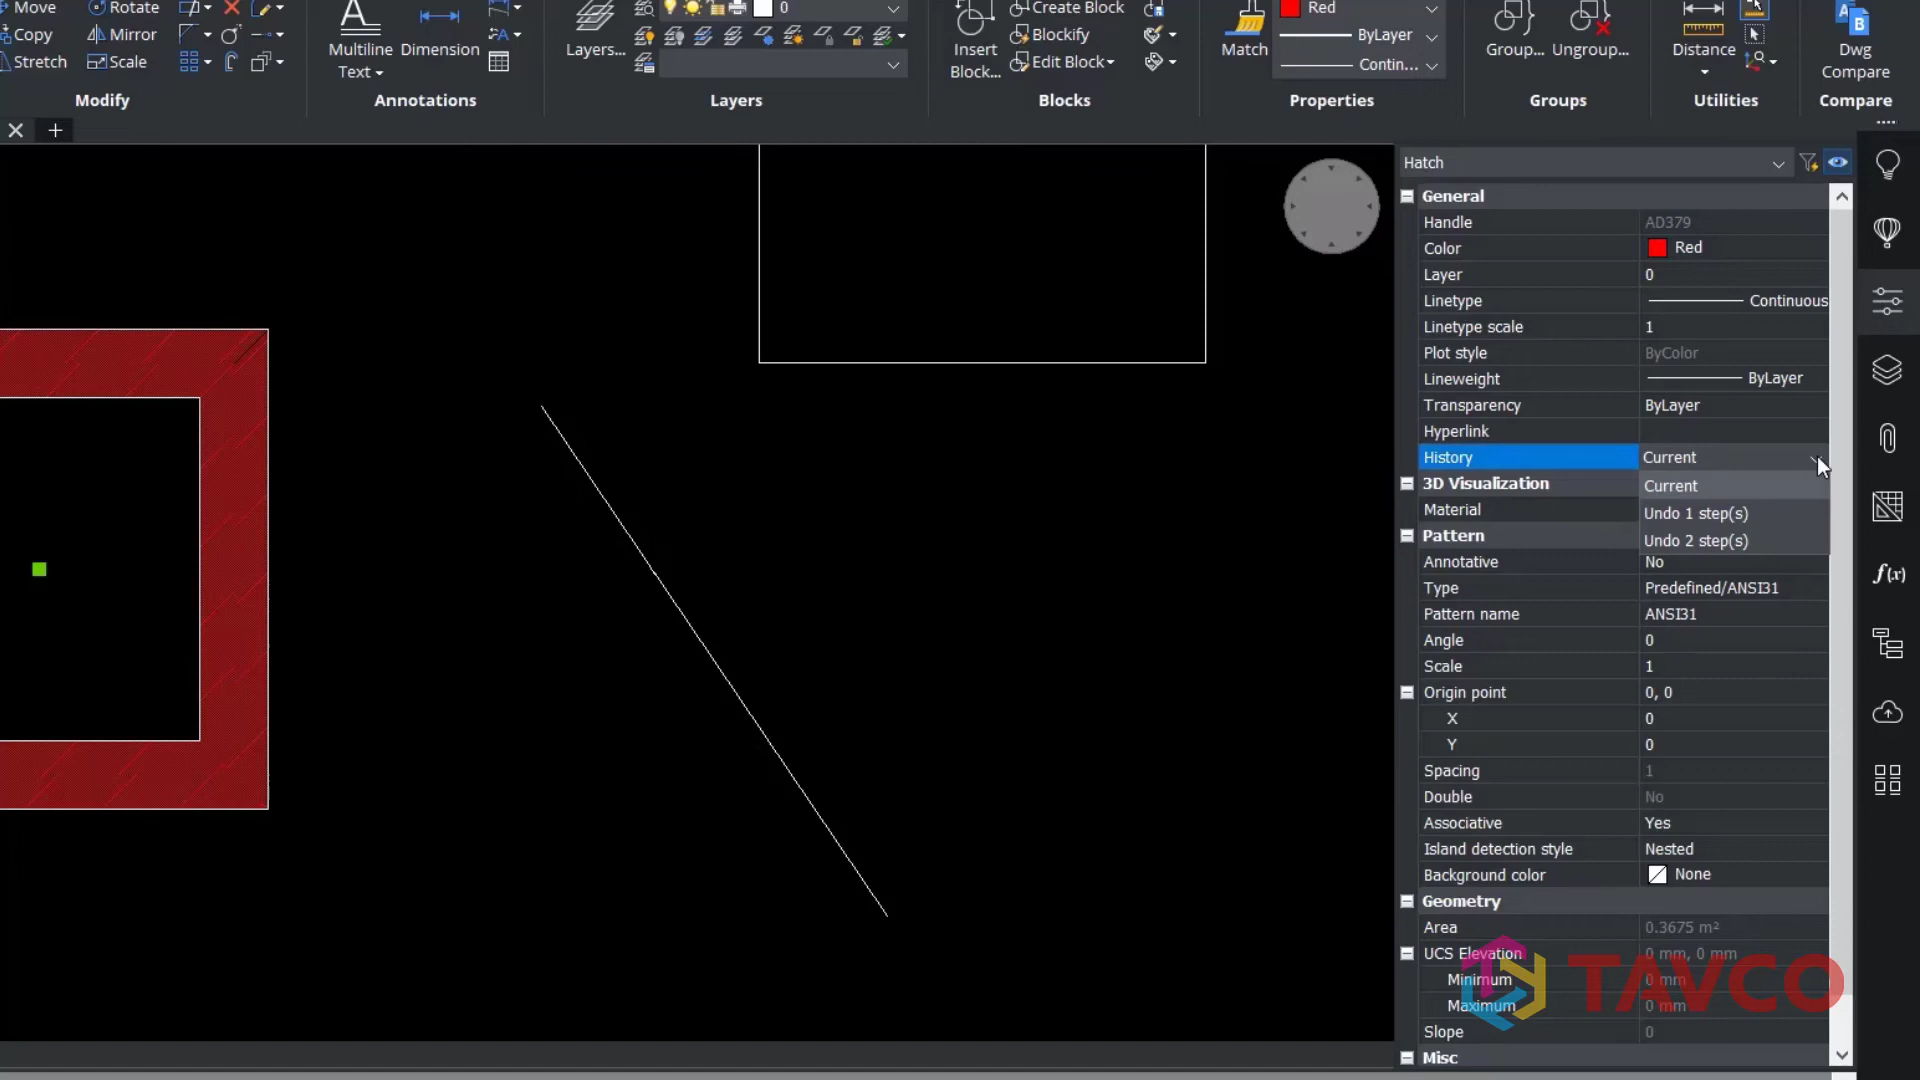 Move Rotate
Copy Mirror
Stretch Scale
Modify
Multiline
Text
Dimension
Annotations
Layers...
0
Layers
Insert
Block...
Create Block
Blockify
Edit Block
Blocks
Match
Red
ByLayer
Contin...
Properties
Group... Ungroup...
Groups
Distance
Utilities
A
B
Dwg
Compare
Compare
Hatch
General
Handle AD379
Color Red
Layer 0
Linetype Continuous
Linetype scale 1
Plot style ByColor
Lineweight ByLayer
Transparency ByLayer
Hyperlink
History Current
Current
Undo 1 step(s)
Undo 2 step(s)
3D Visualization
Material
Pattern
Annotative No
Type Predefined/ANSI31
Pattern name ANSI31
Angle 0
Scale 1
Origin point 0, 0
X 0
Y 0
Spacing 1
Double No
Associative Yes
Island detection style Nested
Background color None
Geometry
Area 0.3675 m²
UCS Elevation 0 mm, 0 mm
Minimum 0 mm
Maximum 0 mm
Slope 0
Misc
f(x)
TAVCO